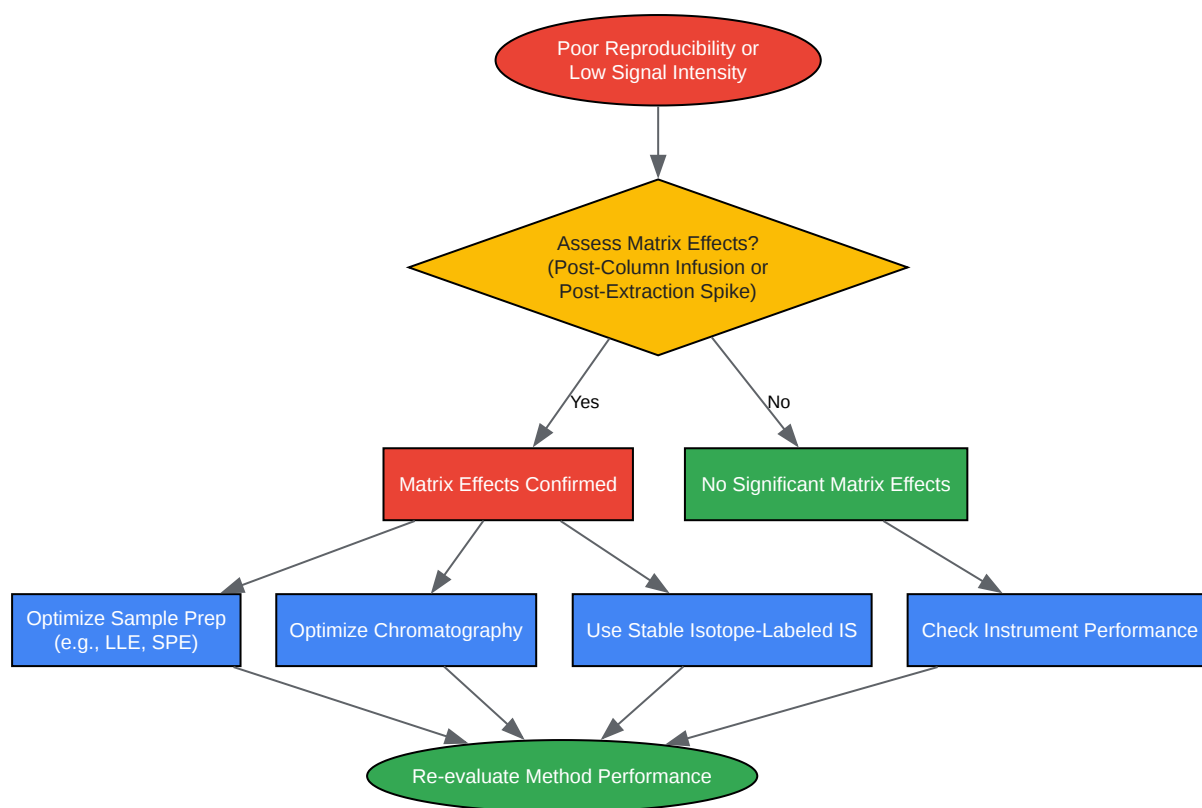 Poor Reproducibility or
Low Signal Intensity
Assess Matrix Effects?
(Post-Column Infusion or
Post-Extraction Spike)
Yes
No
Matrix Effects Confirmed
No Significant Matrix Effects
Optimize Sample Prep
(e.g., LLE, SPE)
Optimize Chromatography
Use Stable Isotope-Labeled IS
Check Instrument Performance
Re-evaluate Method Performance